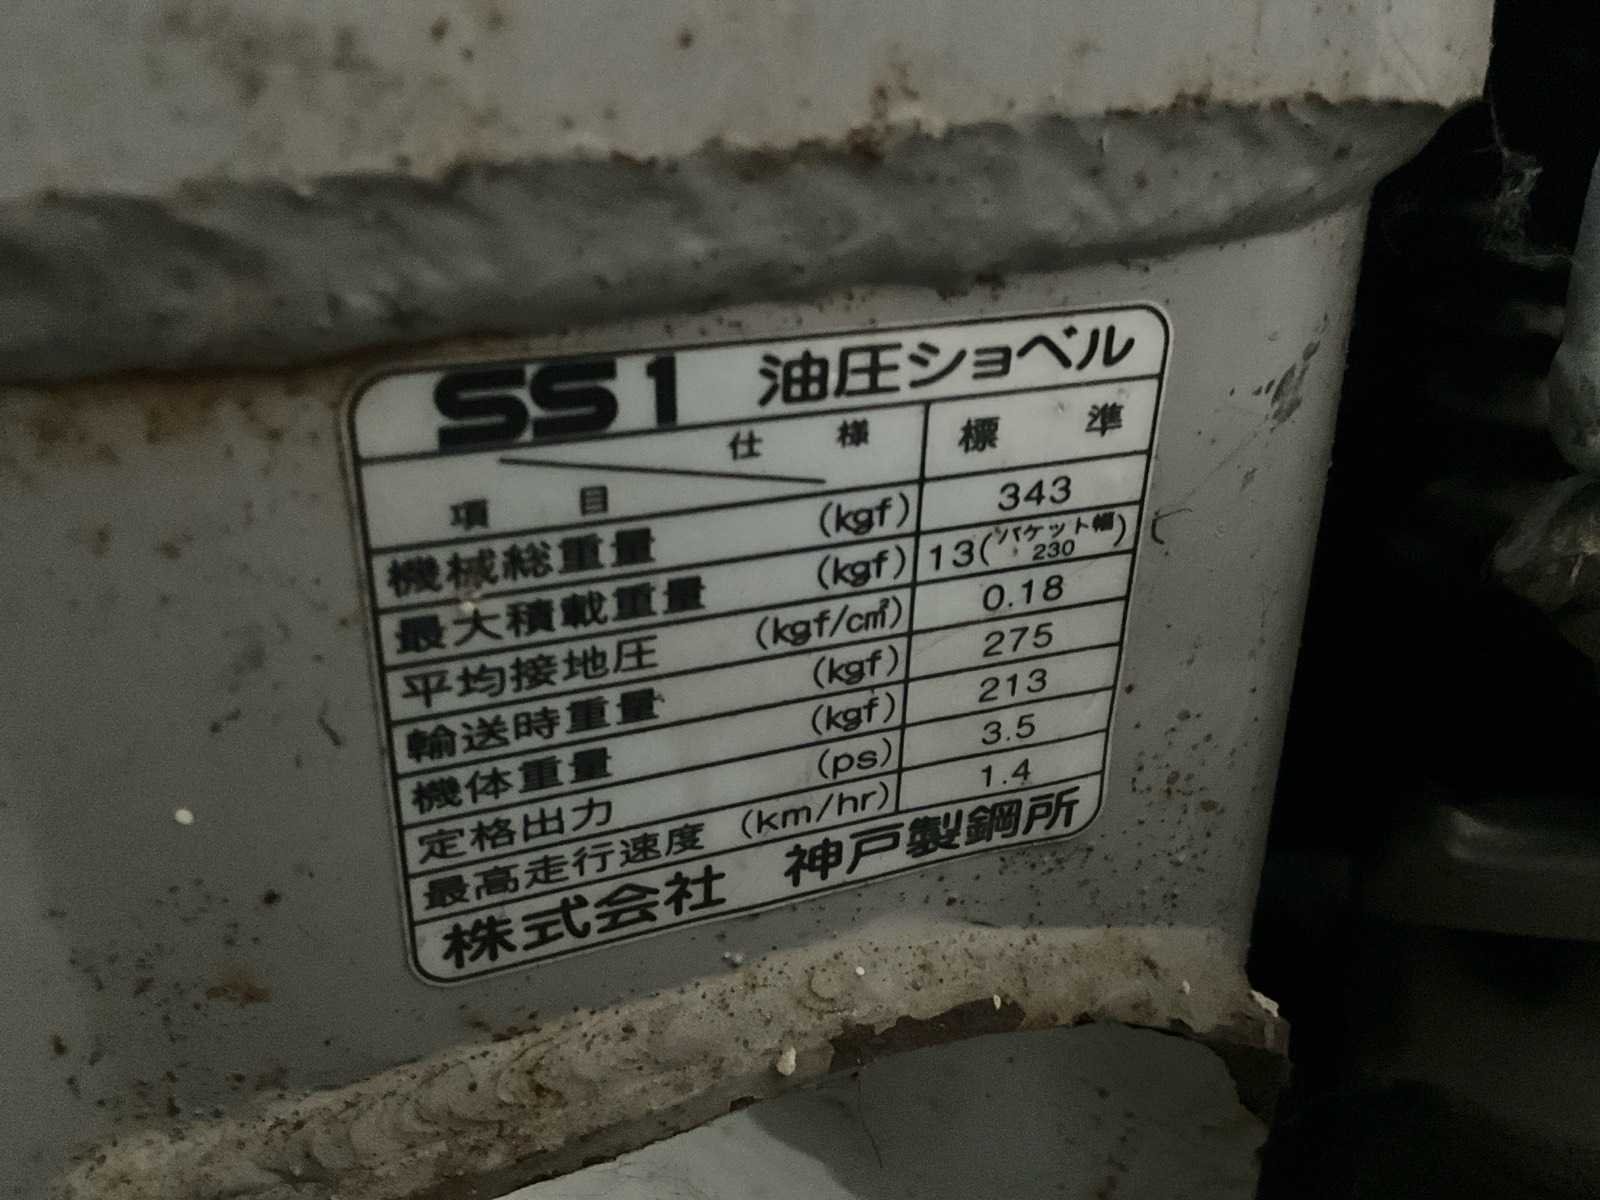 SS1 油圧ショベル
仕様 標準
項目
機械総重量 (kgf) 343
最大積載重量 (kgf) 13(バケット幅 230)
平均接地圧 (kgf/c㎡) 0.18
輸送時重量 (kgf) 275
機体重量 (kgf) 213
定格出力 (ps) 3.5
最高走行速度 (km/hr) 1.4
株式会社 神戸製鋼所